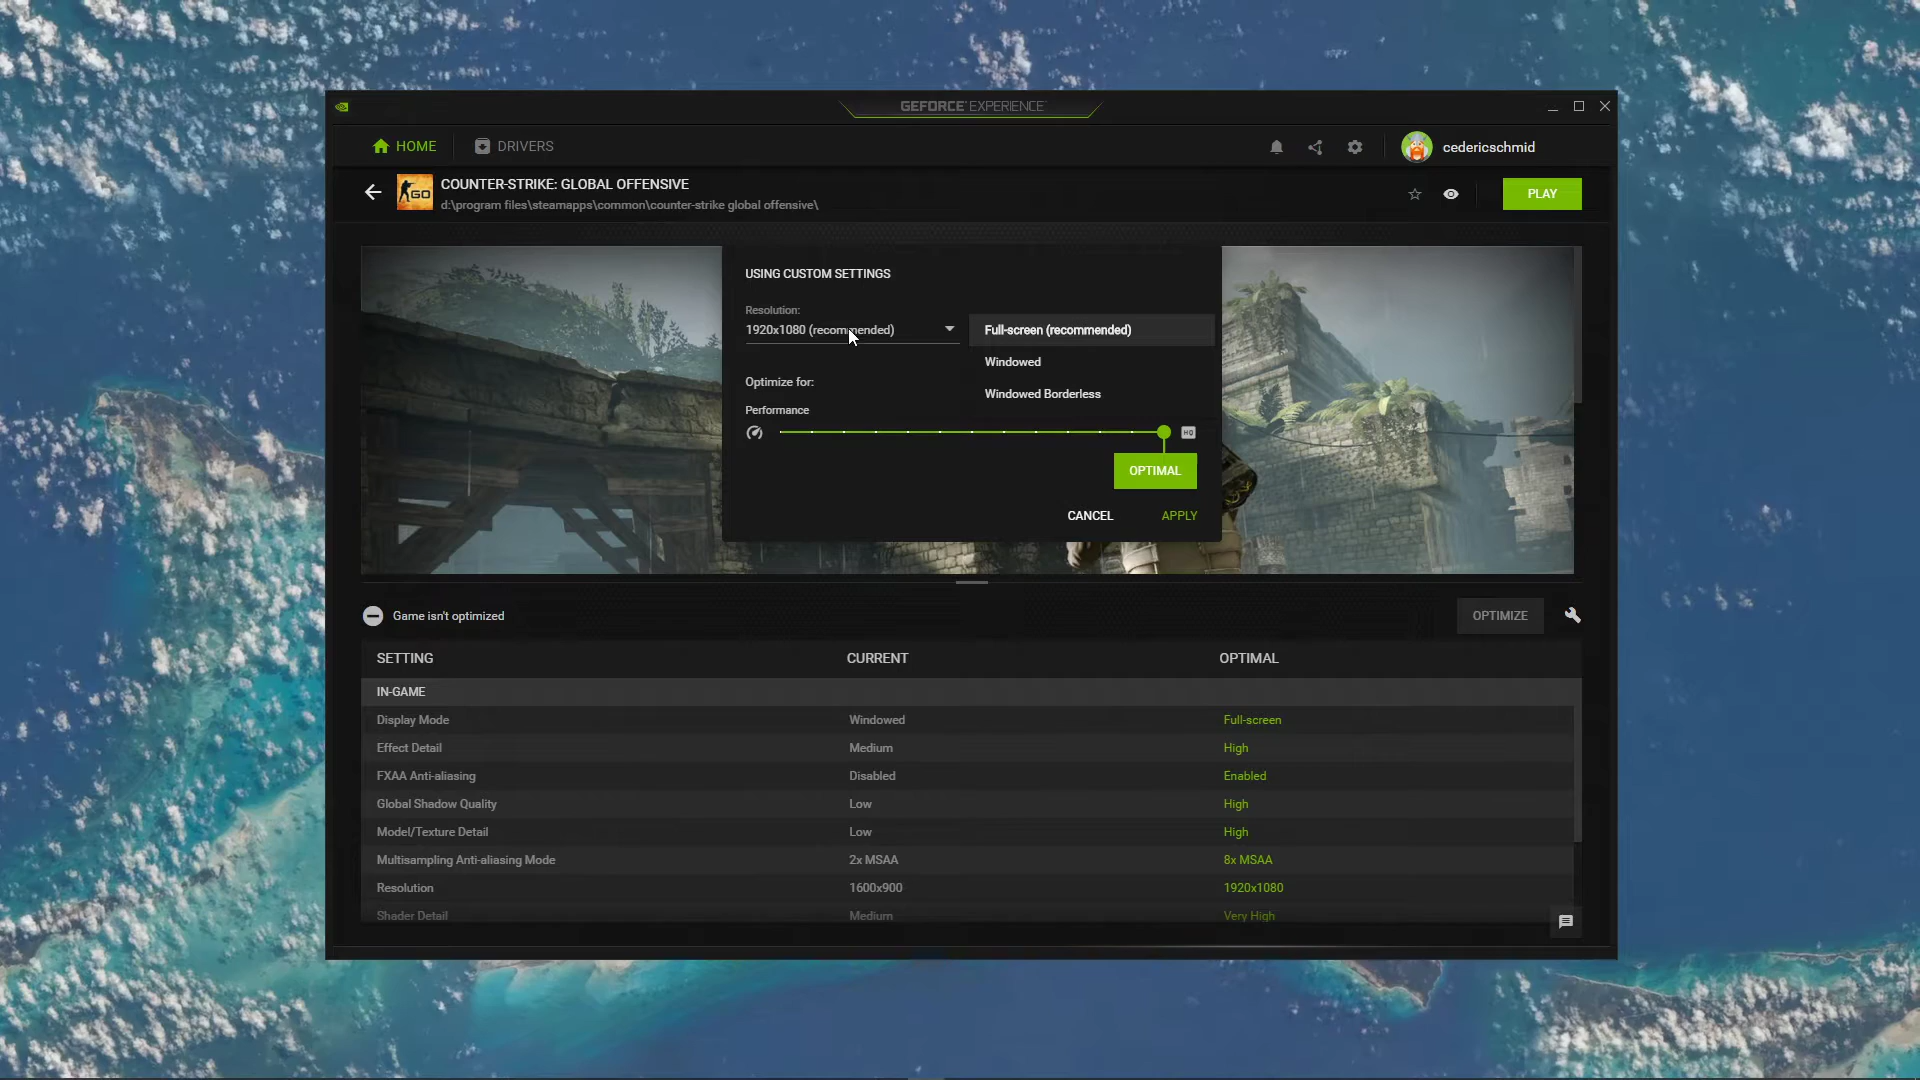 GEFORCE® EXPERIENCE™
HOME
DRIVERS
cedericschmid
GO
COUNTER-STRIKE: GLOBAL OFFENSIVE
d:\program files\steamapps\common\counter-strike global offensive\
PLAY
USING CUSTOM SETTINGS
Resolution:
1920x1080 (recommended)
Full-screen (recommended)
Windowed
Windowed Borderless
Optimize for:
Performance
HQ
OPTIMAL
CANCEL
APPLY
Game isn't optimized
OPTIMIZE
SETTING CURRENT OPTIMAL
IN-GAME
Display Mode Windowed Full-screen
Effect Detail Medium High
FXAA Anti-aliasing Disabled Enabled
Global Shadow Quality Low High
Model/Texture Detail Low High
Multisampling Anti-aliasing Mode 2x MSAA 8x MSAA
Resolution 1600x900 1920x1080
Shader Detail Medium Very High